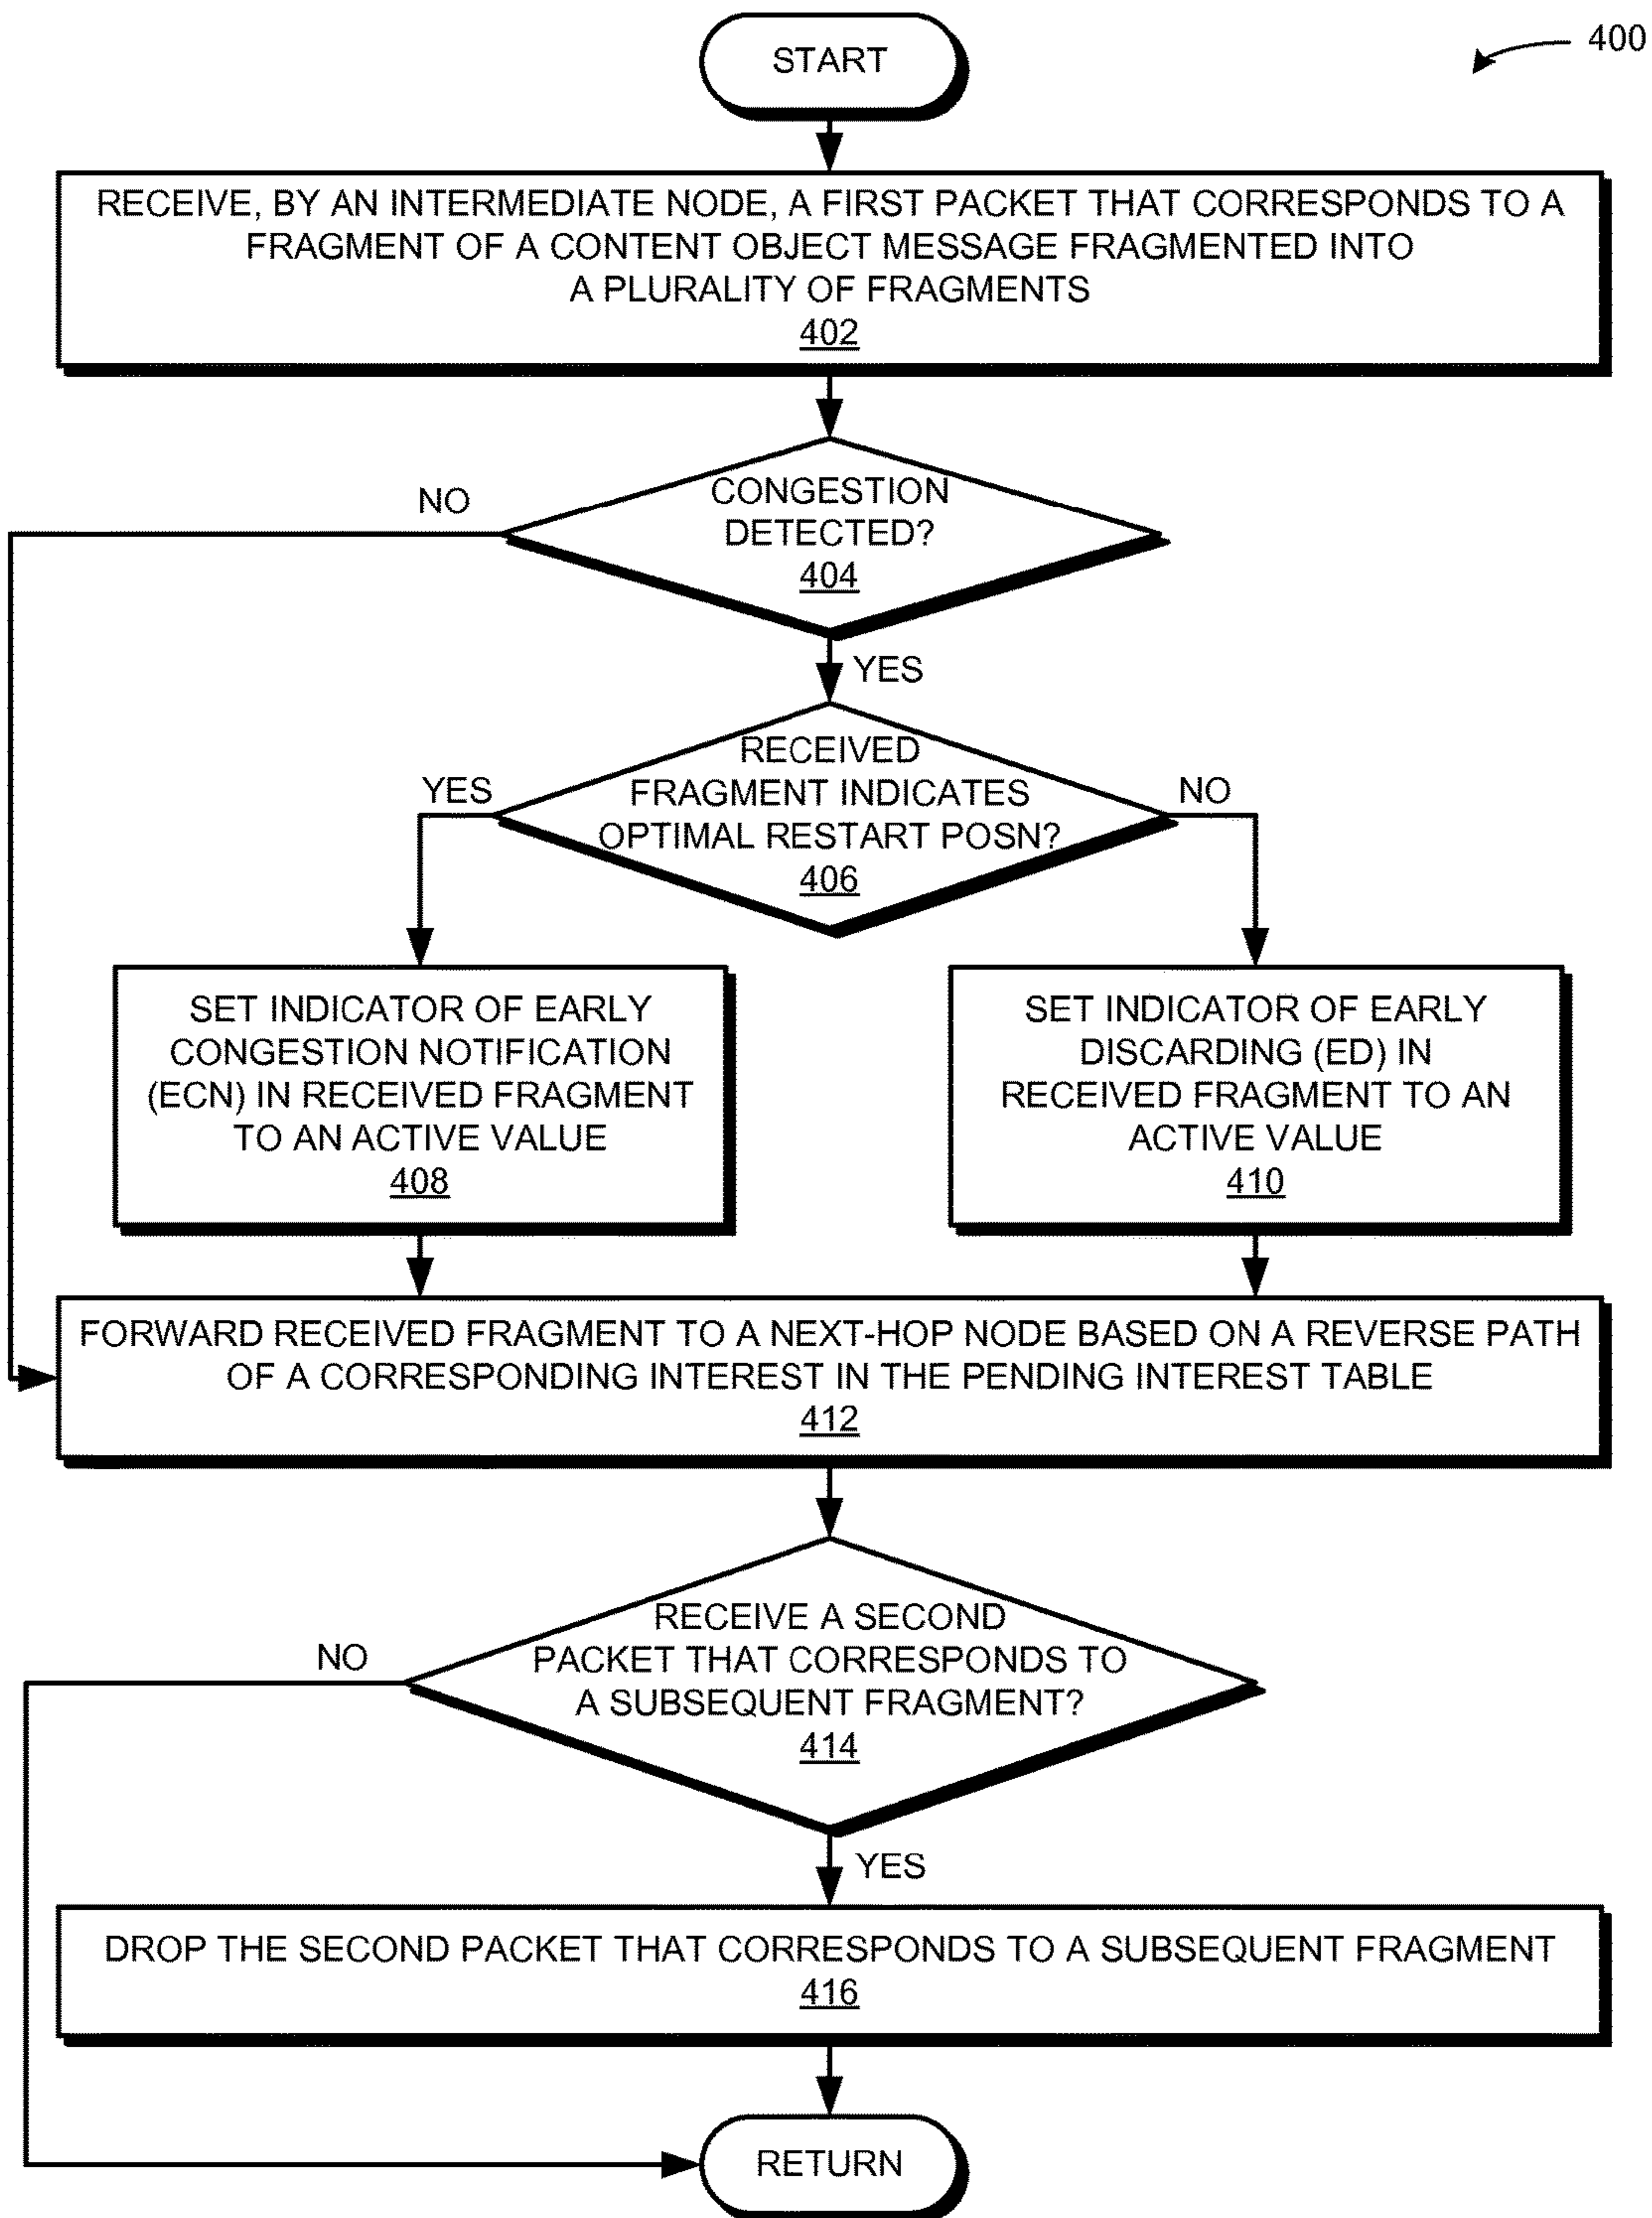 START
400
RECEIVE, BY AN INTERMEDIATE NODE, A FIRST PACKET THAT CORRESPONDS TO A
FRAGMENT OF A CONTENT OBJECT MESSAGE FRAGMENTED INTO
A PLURALITY OF FRAGMENTS
402
NO
CONGESTION
DETECTED?
404
YES
RECEIVED
FRAGMENT INDICATES
OPTIMAL RESTART POSN?
406
YES
NO
SET INDICATOR OF EARLY
CONGESTION NOTIFICATION
(ECN) IN RECEIVED FRAGMENT
TO AN ACTIVE VALUE
408
SET INDICATOR OF EARLY
DISCARDING (ED) IN
RECEIVED FRAGMENT TO AN
ACTIVE VALUE
410
FORWARD RECEIVED FRAGMENT TO A NEXT-HOP NODE BASED ON A REVERSE PATH
OF A CORRESPONDING INTEREST IN THE PENDING INTEREST TABLE
412
RECEIVE A SECOND
PACKET THAT CORRESPONDS TO
A SUBSEQUENT FRAGMENT?
414
NO
YES
DROP THE SECOND PACKET THAT CORRESPONDS TO A SUBSEQUENT FRAGMENT
416
RETURN